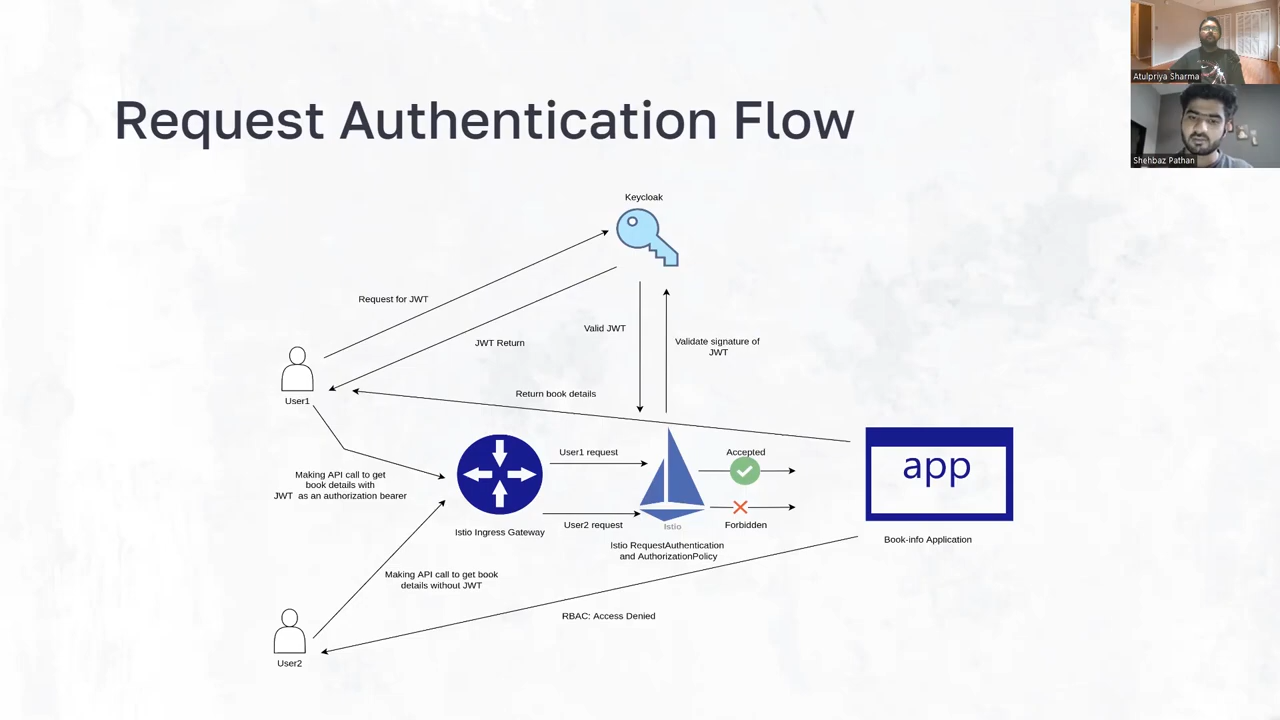 Atulpriya Sharma
Shehbaz Pathan
Request Authentication Flow
Keycloak
Request for JWT
JWT Return
Valid JWT
Validate signature of
JWT
Return book details
User1
Making API call to get
book details with
JWT as an authorization bearer
Istio Ingress Gateway
User1 request
User2 request
Istio
Istio RequestAuthentication
and AuthorizationPolicy
Accepted
Forbidden
app
Book-info Application
Making API call to get book
details without JWT
RBAC: Access Denied
User2